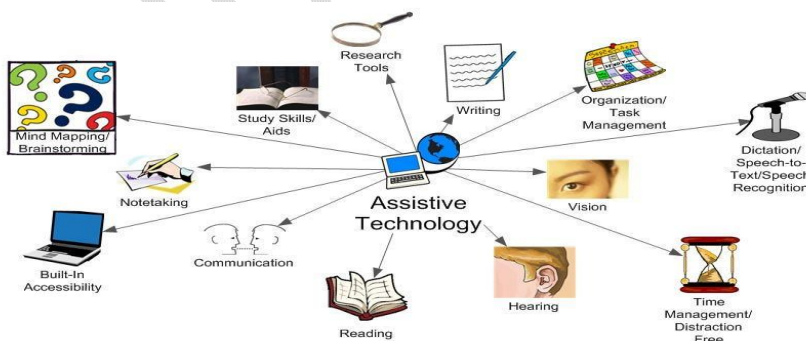 Research
Tools
Writing
Organization/
Task
Management
Study Skills/
Aids
Mind Mapping/
Brainstorming
Dictation/
Speech-to-
Text/Speech
Recognition
Notetaking
Vision
Assistive
Technology
Communication
Built-In
Accessibility
Hearing
Reading
Time
Management/
Distraction
Free